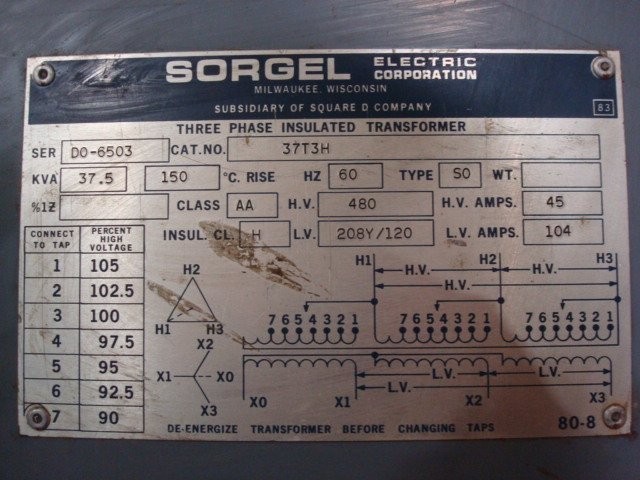 SORGEL ELECTRIC CORPORATION
MILWAUKEE, WISCONSIN
SUBSIDIARY OF SQUARE D COMPANY
83
THREE PHASE INSULATED TRANSFORMER
SER DO-6503 CAT.NO. 37T3H
KVA 37.5 150 °C. RISE HZ 60 TYPE SO WT.
%IZ CLASS AA H.V. 480 H.V. AMPS. 45
INSUL. CL. H L.V. 208Y/120 L.V. AMPS. 104
CONNECT TO TAP PERCENT HIGH VOLTAGE
1 105
2 102.5
3 100
4 97.5
5 95
6 92.5
7 90
H2
H1 H3
X2
X1 X0
X3
H1 H2 H3
H.V. H.V.
H.V.
7 6 5 4 3 2 1 7 6 5 4 3 2 1 7 6 5 4 3 2 1
L.V. L.V.
L.V.
X0 X1 X2 X3
DE-ENERGIZE TRANSFORMER BEFORE CHANGING TAPS
80-8